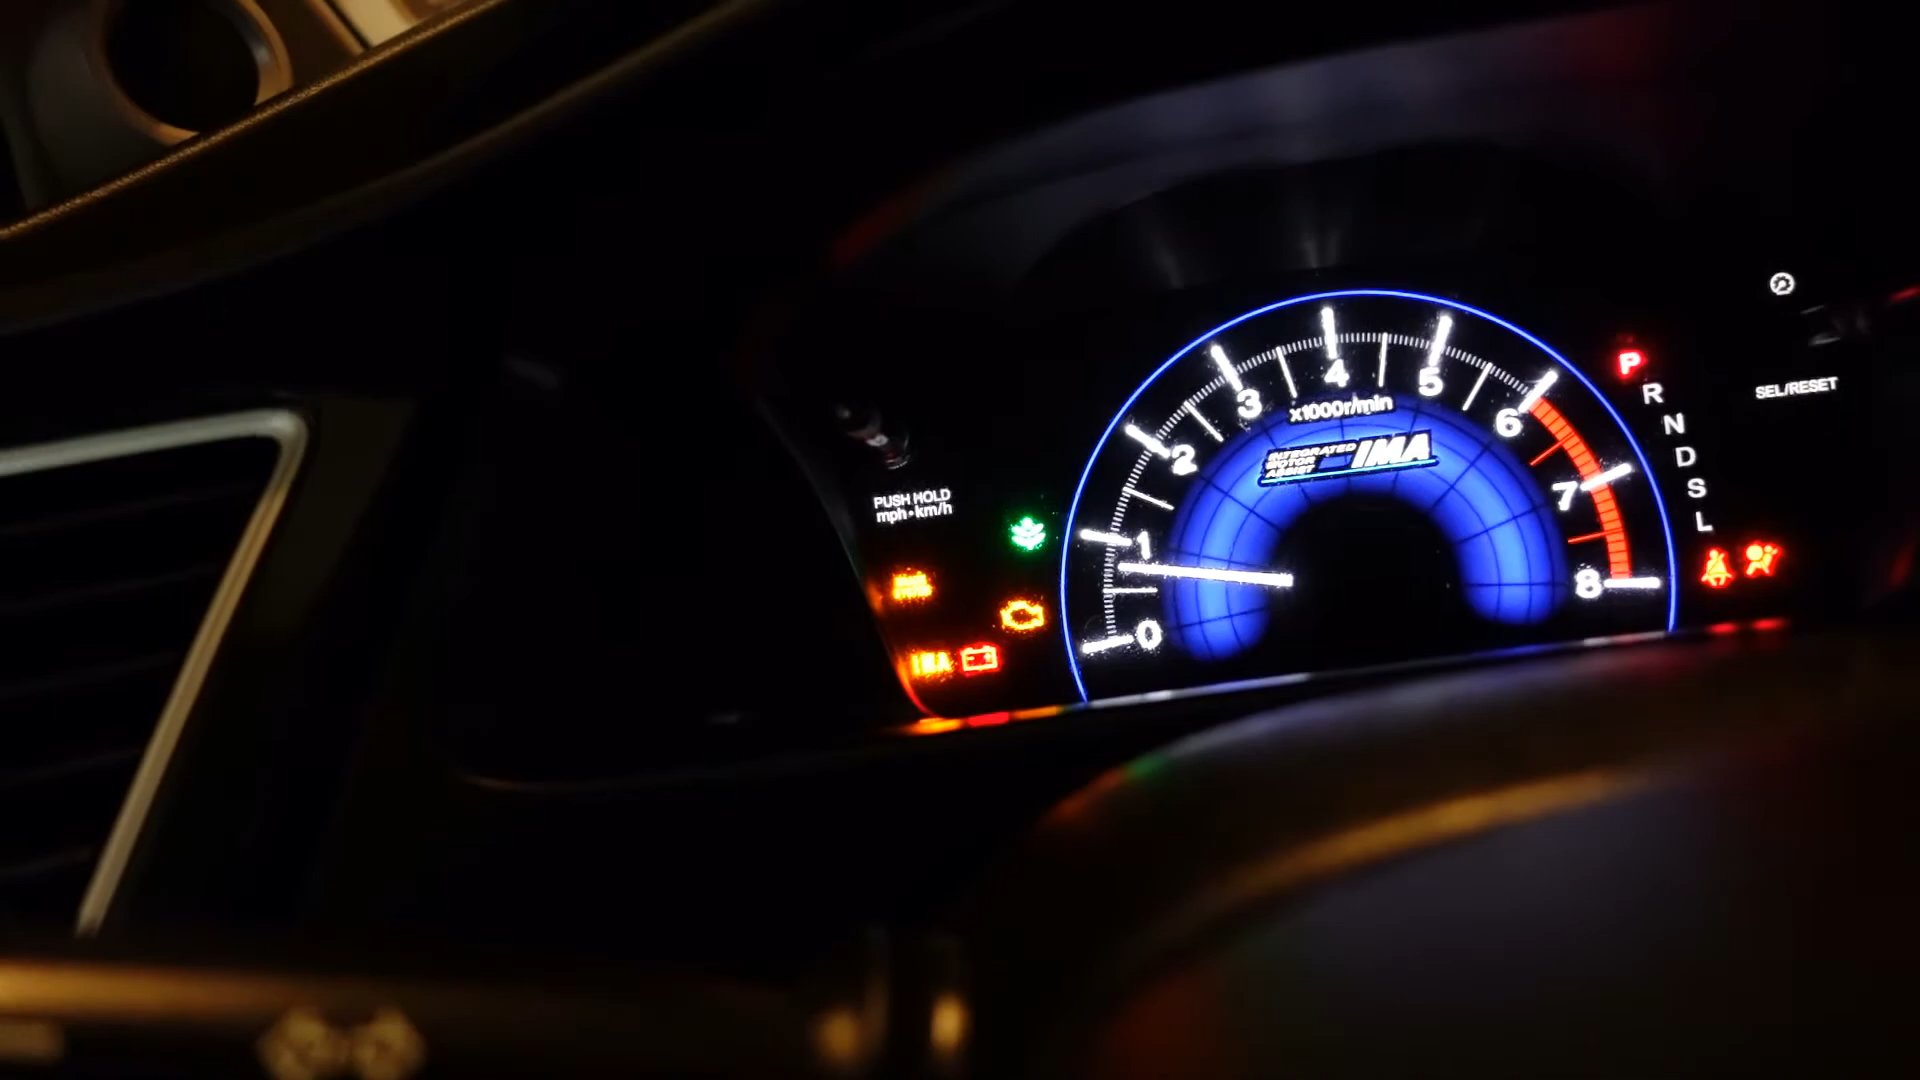 SEL/RESET
P
R
N
D
S
L
0
1
2
3
4
5
6
7
8
x1000r/min
INTEGRATED
MOTOR
ASSIST
IMA
PUSH HOLD
mph•km/h
IMA